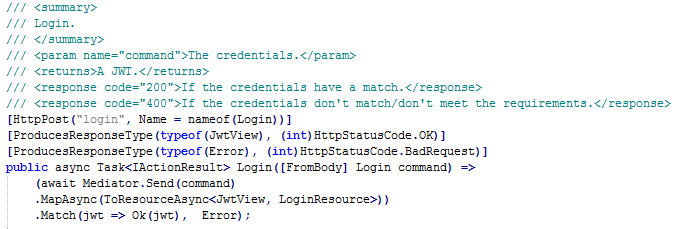 /// <summary>
/// Login.
/// </summary>
/// <param name="command">The credentials.</param>
/// <returns>A JWT.</returns>
/// <response code="200">If the credentials have a match.</response>
/// <response code="400">If the credentials don't match/don't meet the requirements.</response>
[HttpPost("login", Name = nameof(Login))]
[ProducesResponseType(typeof(JwtView), (int)HttpStatusCode.OK)]
[ProducesResponseType(typeof(Error), (int)HttpStatusCode.BadRequest)]
public async Task<IActionResult> Login([FromBody] Login command) =>
    (await Mediator.Send(command)
    .MapAsync(ToResourceAsync<JwtView, LoginResource>))
    .Match(jwt => Ok(jwt),  Error);